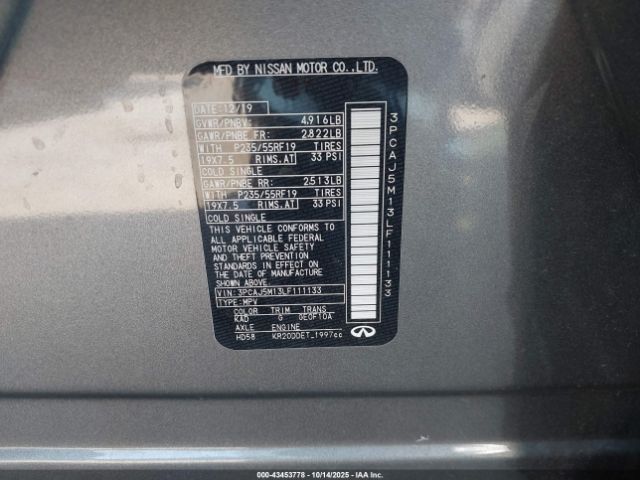 MFD BY NISSAN MOTOR CO.,LTD.
DATE: 12/19
GVWR/PNBV: 4,916LB
GAWR/PNBE FR: 2,822LB
WITH P235/55RF19 TIRES
19X7.5 RIMS.AT 33 PSI
COLD SINGLE
GAWR/PNBE RR: 2,513LB
WITH P235/55RF19 TIRES
19X7.5 RIMS.AT 33 PSI
COLD SINGLE
THIS VEHICLE CONFORMS TO
ALL APPLICABLE FEDERAL
MOTOR VEHICLE SAFETY
AND THEFT PREVENTION
STANDARDS IN EFFECT ON
THE DATE OF MANUFACTURE
SHOWN ABOVE.
VIN: 3PCAJ5M13LF111133
TYPE: MPV
COLOR TRIM TRANS
KAD G GE0F10A
AXLE ENGINE
HD58 KR20DDET 1997cc
3PCAJ5M13LF111133
000-43453778 - 10/14/2025 - IAA Inc.